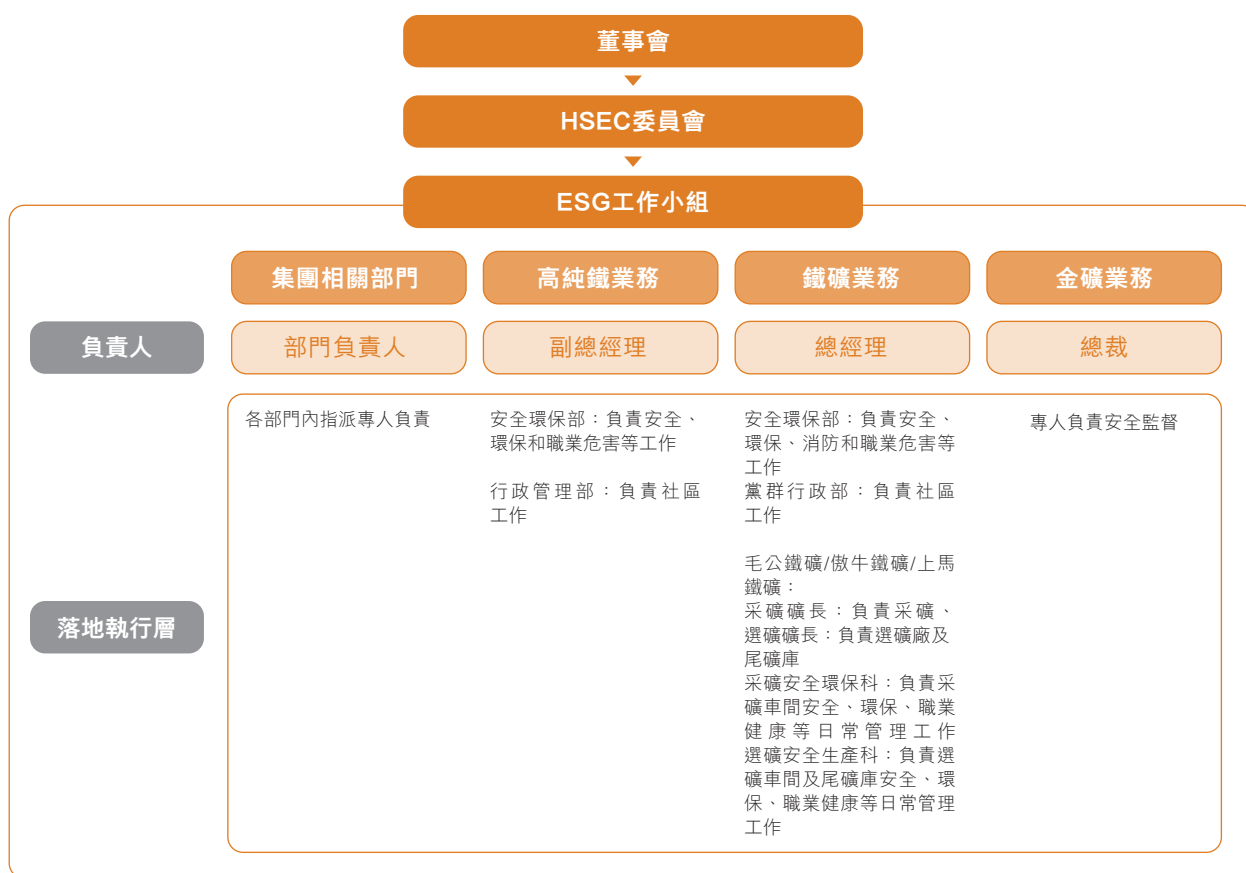 董事會
HSEC委員會
ESG工作小組
集團相關部門
高純鐵業務
鐵礦業務
金礦業務
負責人
部門負責人
副總經理
總經理
總裁
落地執行層
各部門內指派專人負責
安全環保部：負責安全、
環保和職業危害等工作
行政管理部：負責社區
工作
安全環保部：負責安全、
環保、消防和職業危害等
工作
黨群行政部：負責社區
工作
毛公鐵礦/傲牛鐵礦/上馬
鐵礦：
采礦礦長：負責采礦、
選礦礦長：負責選礦廠及
尾礦庫
采礦安全環保科：負責采
礦車間安全、環保、職業
健康等日常管理工作
選礦安全生產科：負責選
礦車間及尾礦庫安全、環
保、職業健康等日常管理
工作
專人負責安全監督